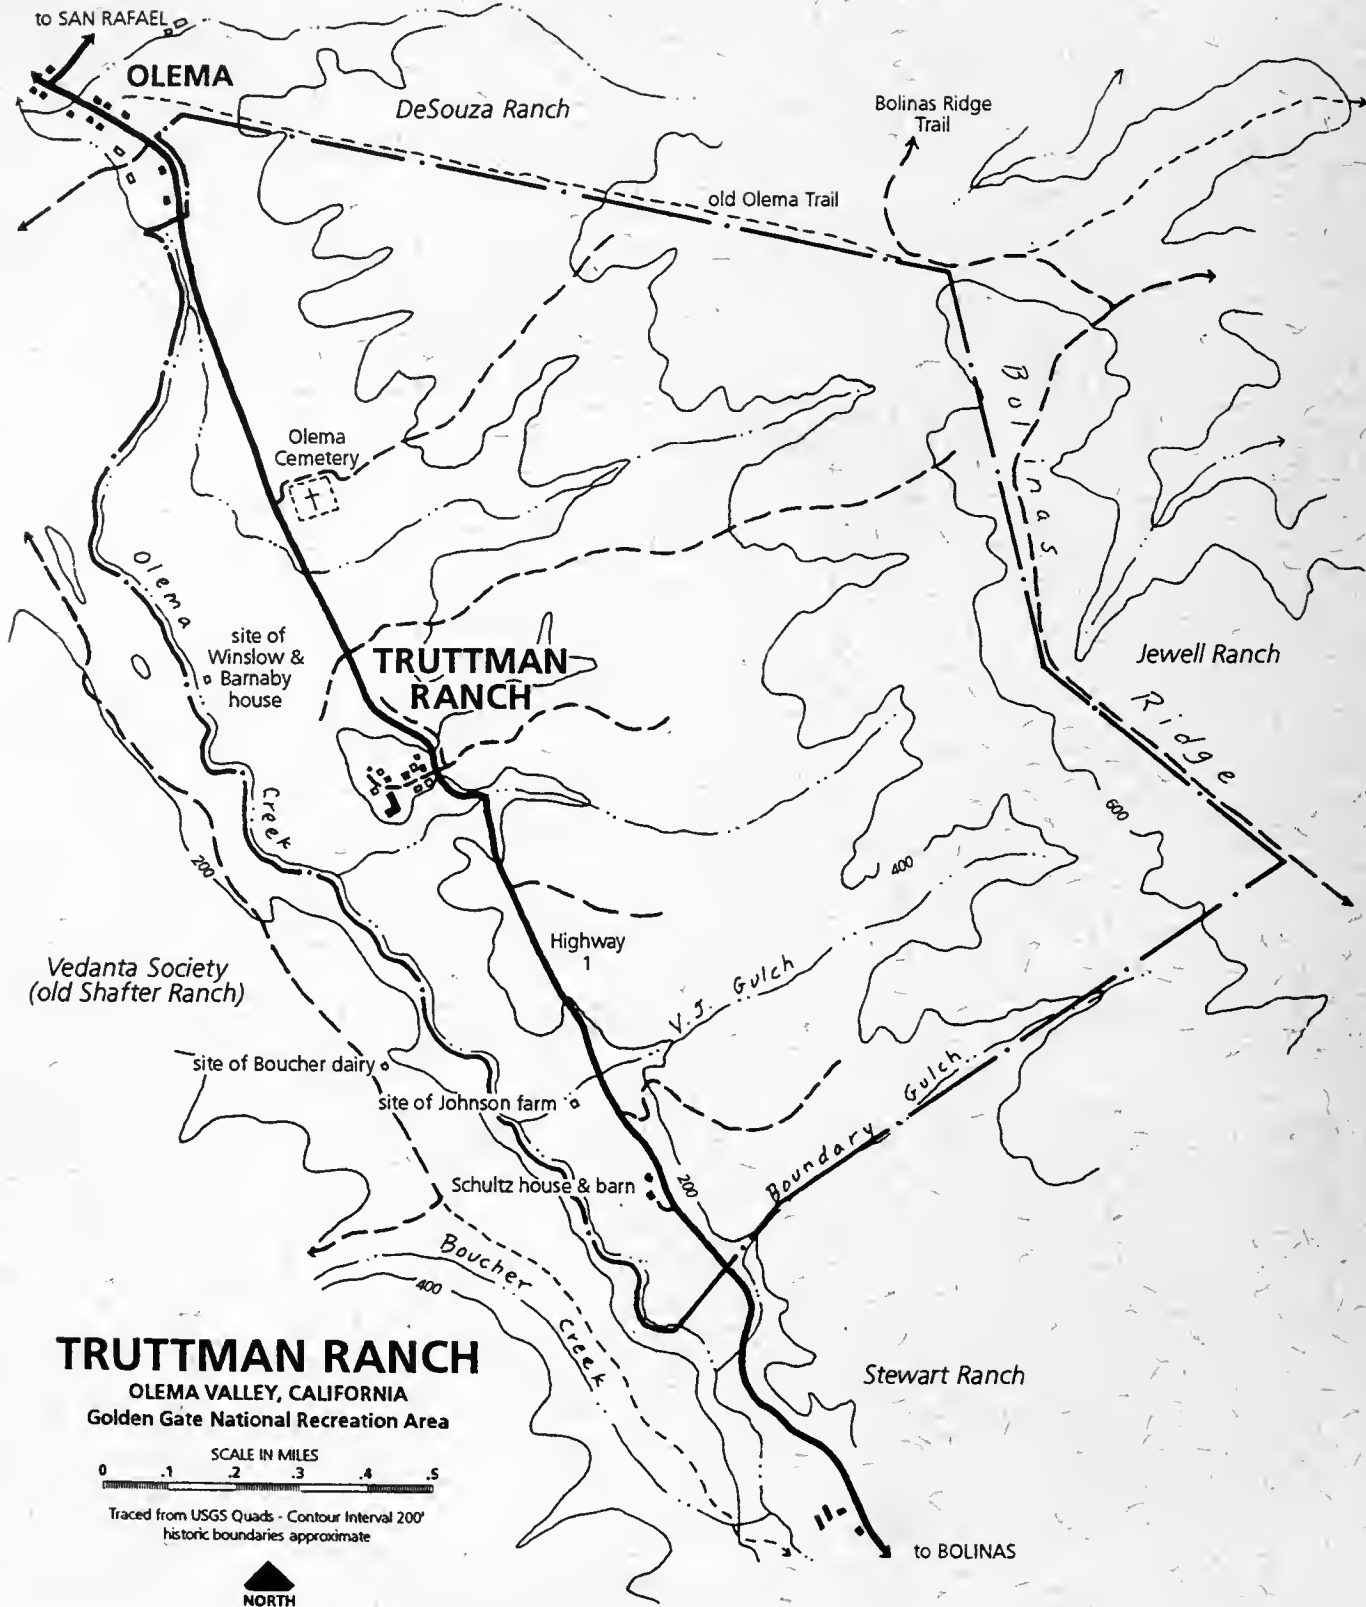 to SAN RAFAEL
OLEMA
DeSouza Ranch
Bolinas Ridge
Trail
old Olema Trail
Bolinas
Ridge
Olema
Cemetery
Olema
Creek
site of
Winslow &
Barnaby
house
TRUTTMAN
RANCH
Jewell Ranch
600
400
200
Highway
1
Vedanta Society
(old Shafter Ranch)
V.J. Gulch
site of Boucher dairy
site of Johnson farm
Boundary Gulch
Schultz house & barn
200
Boucher
Creek
400
Stewart Ranch
TRUTTMAN RANCH
OLEMA VALLEY, CALIFORNIA
Golden Gate National Recreation Area
SCALE IN MILES
0 .1 .2 .3 .4 .5
Traced from USGS Quads - Contour Interval 200'
historic boundaries approximate
to BOLINAS
NORTH